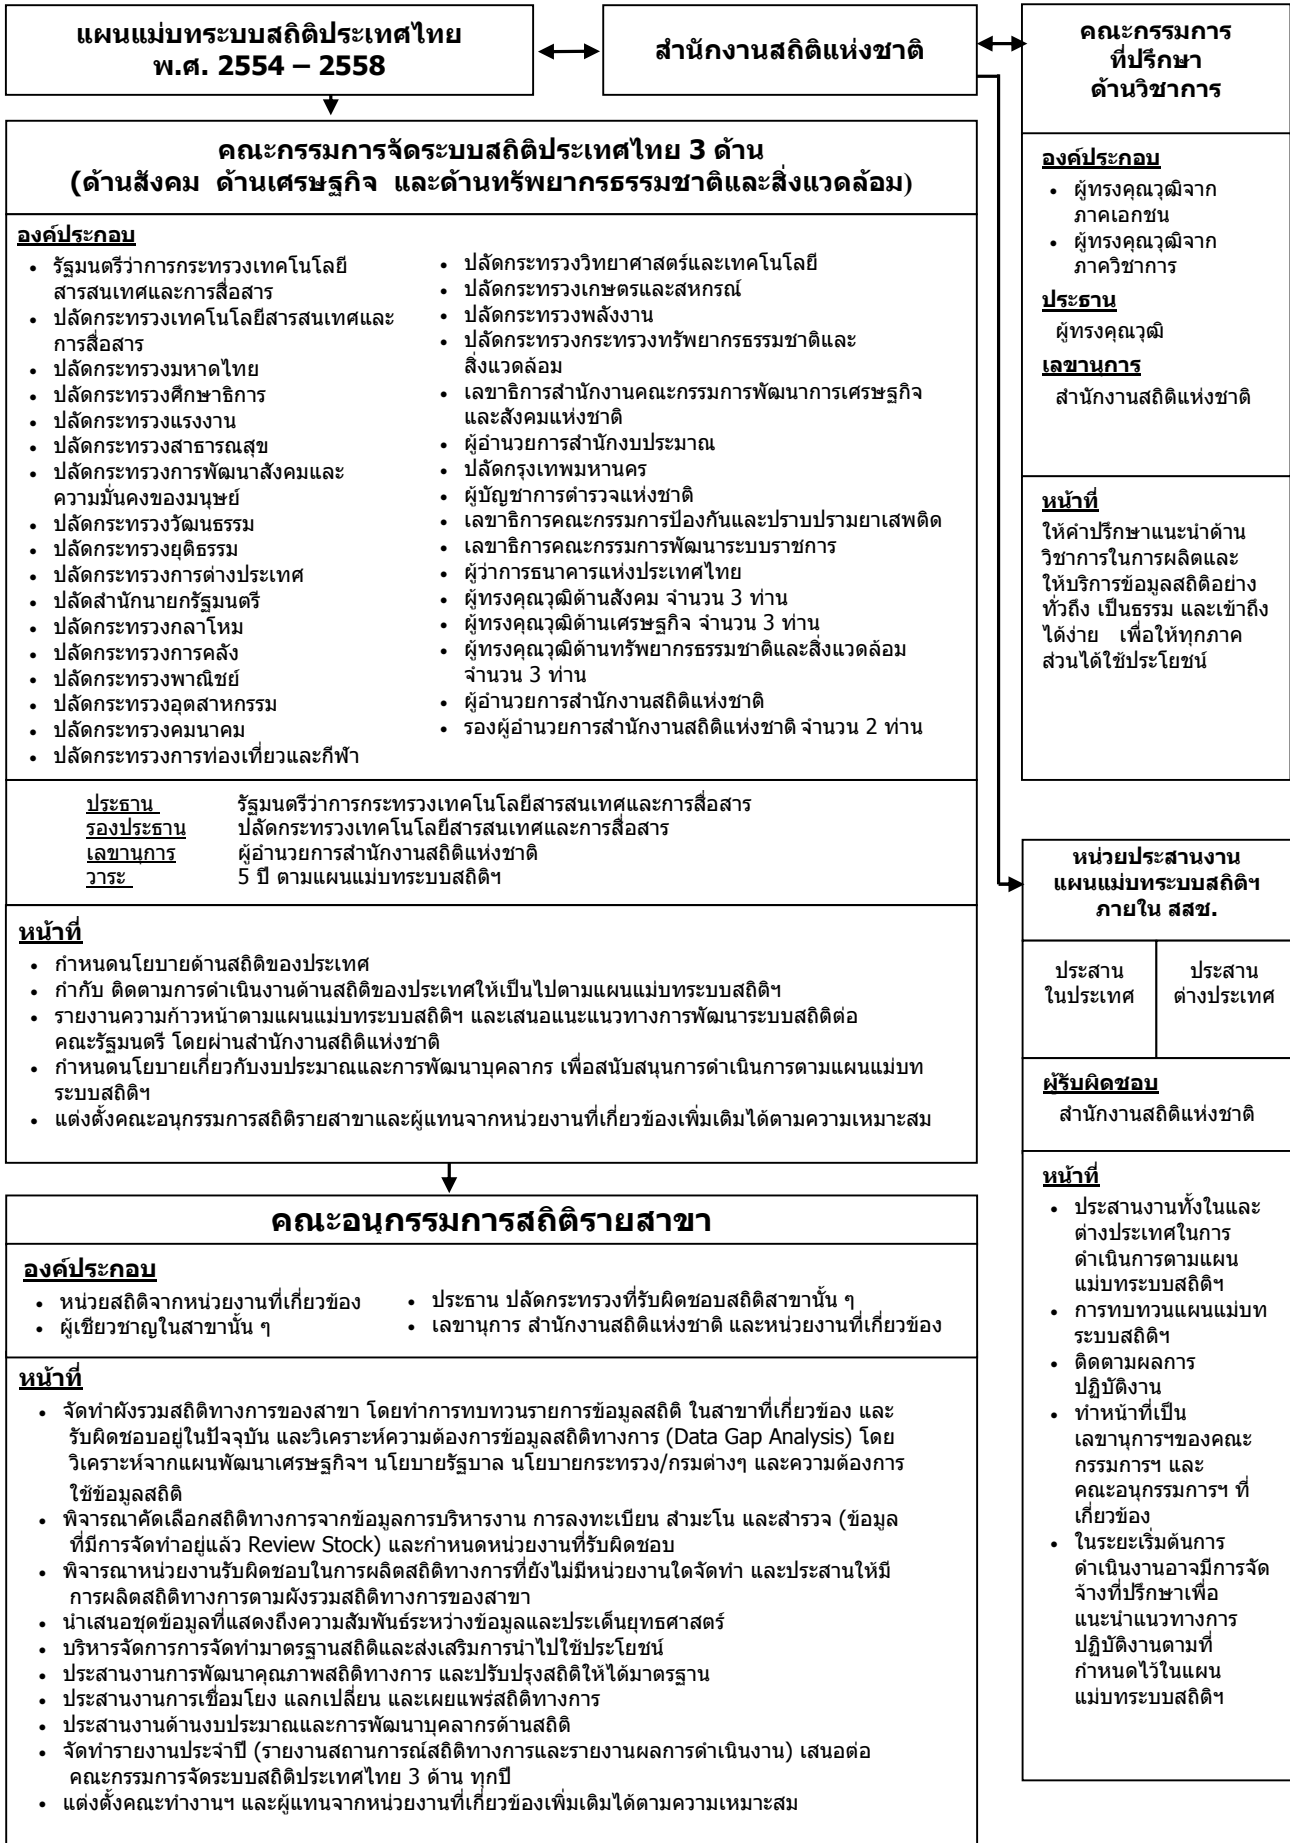 แผนแม่บทระบบสถิติประเทศไทย
พ.ศ. 2554 – 2558
สำนักงานสถิติแห่งชาติ
คณะกรรมการ
ที่ปรึกษา
ด้านวิชาการ
องค์ประกอบ
• ผู้ทรงคุณวุฒิจาก
ภาคเอกชน
• ผู้ทรงคุณวุฒิจาก
ภาควิชาการ
ประธาน
ผู้ทรงคุณวุฒิ
เลขานุการ
สำนักงานสถิติแห่งชาติ
หน้าที่
ให้คำปรึกษาแนะนำด้าน
วิชาการในการผลิตและ
ให้บริการข้อมูลสถิติอย่าง
ทั่วถึง เป็นธรรม และเข้าถึง
ได้ง่าย เพื่อให้ทุกภาค
ส่วนได้ใช้ประโยชน์
คณะกรรมการจัดระบบสถิติประเทศไทย 3 ด้าน
(ด้านสังคม ด้านเศรษฐกิจ และด้านทรัพยากรธรรมชาติและสิ่งแวดล้อม)
องค์ประกอบ
• รัฐมนตรีว่าการกระทรวงเทคโนโลยี
สารสนเทศและการสื่อสาร
• ปลัดกระทรวงเทคโนโลยีสารสนเทศและ
การสื่อสาร
• ปลัดกระทรวงมหาดไทย
• ปลัดกระทรวงศึกษาธิการ
• ปลัดกระทรวงแรงงาน
• ปลัดกระทรวงสาธารณสุข
• ปลัดกระทรวงการพัฒนาสังคมและ
ความมั่นคงของมนุษย์
• ปลัดกระทรวงวัฒนธรรม
• ปลัดกระทรวงยุติธรรม
• ปลัดกระทรวงการต่างประเทศ
• ปลัดสำนักนายกรัฐมนตรี
• ปลัดกระทรวงกลาโหม
• ปลัดกระทรวงการคลัง
• ปลัดกระทรวงพาณิชย์
• ปลัดกระทรวงอุตสาหกรรม
• ปลัดกระทรวงคมนาคม
• ปลัดกระทรวงการท่องเที่ยวและกีฬา
• ปลัดกระทรวงวิทยาศาสตร์และเทคโนโลยี
• ปลัดกระทรวงเกษตรและสหกรณ์
• ปลัดกระทรวงพลังงาน
• ปลัดกระทรวงกระทรวงทรัพยากรธรรมชาติและ
สิ่งแวดล้อม
• เลขาธิการสำนักงานคณะกรรมการพัฒนาการเศรษฐกิจ
และสังคมแห่งชาติ
• ผู้อำนวยการสำนักงบประมาณ
• ปลัดกรุงเทพมหานคร
• ผู้บัญชาการตำรวจแห่งชาติ
• เลขาธิการคณะกรรมการป้องกันและปราบปรามยาเสพติด
• เลขาธิการคณะกรรมการพัฒนาระบบราชการ
• ผู้ว่าการธนาคารแห่งประเทศไทย
• ผู้ทรงคุณวุฒิด้านสังคม จำนวน 3 ท่าน
• ผู้ทรงคุณวุฒิด้านเศรษฐกิจ จำนวน 3 ท่าน
• ผู้ทรงคุณวุฒิด้านทรัพยากรธรรมชาติและสิ่งแวดล้อม
จำนวน 3 ท่าน
• ผู้อำนวยการสำนักงานสถิติแห่งชาติ
• รองผู้อำนวยการสำนักงานสถิติแห่งชาติ จำนวน 2 ท่าน
ประธาน รัฐมนตรีว่าการกระทรวงเทคโนโลยีสารสนเทศและการสื่อสาร
รองประธาน ปลัดกระทรวงเทคโนโลยีสารสนเทศและการสื่อสาร
เลขานุการ ผู้อำนวยการสำนักงานสถิติแห่งชาติ
วาระ 5 ปี ตามแผนแม่บทระบบสถิติฯ
หน้าที่
• กำหนดนโยบายด้านสถิติของประเทศ
• กำกับ ติดตามการดำเนินงานด้านสถิติของประเทศให้เป็นไปตามแผนแม่บทระบบสถิติฯ
• รายงานความก้าวหน้าตามแผนแม่บทระบบสถิติฯ และเสนอแนะแนวทางการพัฒนาระบบสถิติต่อ
คณะรัฐมนตรี โดยผ่านสำนักงานสถิติแห่งชาติ
• กำหนดนโยบายเกี่ยวกับงบประมาณและการพัฒนาบุคลากร เพื่อสนับสนุนการดำเนินการตามแผนแม่บท
ระบบสถิติฯ
• แต่งตั้งคณะอนุกรรมการสถิติรายสาขาและผู้แทนจากหน่วยงานที่เกี่ยวข้องเพิ่มเติมได้ตามความเหมาะสม
หน่วยประสานงาน
แผนแม่บทระบบสถิติฯ
ภายใน สสช.
ประสาน
ในประเทศ
ประสาน
ต่างประเทศ
ผู้รับผิดชอบ
สำนักงานสถิติแห่งชาติ
หน้าที่
• ประสานงานทั้งในและ
ต่างประเทศในการ
ดำเนินการตามแผน
แม่บทระบบสถิติฯ
• การทบทวนแผนแม่บท
ระบบสถิติฯ
• ติดตามผลการ
ปฏิบัติงาน
• ทำหน้าที่เป็น
เลขานุการฯของคณะ
กรรมการฯ และ
คณะอนุกรรมการฯ ที่
เกี่ยวข้อง
• ในระยะเริ่มต้นการ
ดำเนินงานอาจมีการจัด
จ้างที่ปรึกษาเพื่อ
แนะนำแนวทางการ
ปฏิบัติงานตามที่
กำหนดไว้ในแผน
แม่บทระบบสถิติฯ
คณะอนุกรรมการสถิติรายสาขา
องค์ประกอบ
• หน่วยสถิติจากหน่วยงานที่เกี่ยวข้อง
• ผู้เชี่ยวชาญในสาขานั้น ๆ
• ประธาน ปลัดกระทรวงที่รับผิดชอบสถิติสาขานั้น ๆ
• เลขานุการ สำนักงานสถิติแห่งชาติ และหน่วยงานที่เกี่ยวข้อง
หน้าที่
• จัดทำผังรวมสถิติทางการของสาขา โดยทำการทบทวนรายการข้อมูลสถิติ ในสาขาที่เกี่ยวข้อง และ
รับผิดชอบอยู่ในปัจจุบัน และวิเคราะห์ความต้องการข้อมูลสถิติทางการ (Data Gap Analysis) โดย
วิเคราะห์จากแผนพัฒนาเศรษฐกิจฯ นโยบายรัฐบาล นโยบายกระทรวง/กรมต่างๆ และความต้องการ
ใช้ข้อมูลสถิติ
• พิจารณาคัดเลือกสถิติทางการจากข้อมูลการบริหารงาน การลงทะเบียน สำมะโน และสำรวจ (ข้อมูล
ที่มีการจัดทำอยู่แล้ว Review Stock) และกำหนดหน่วยงานที่รับผิดชอบ
• พิจารณาหน่วยงานรับผิดชอบในการผลิตสถิติทางการที่ยังไม่มีหน่วยงานใดจัดทำ และประสานให้มี
การผลิตสถิติทางการตามผังรวมสถิติทางการของสาขา
• นำเสนอชุดข้อมูลที่แสดงถึงความสัมพันธ์ระหว่างข้อมูลและประเด็นยุทธศาสตร์
• บริหารจัดการการจัดทำมาตรฐานสถิติและส่งเสริมการนำไปใช้ประโยชน์
• ประสานงานการพัฒนาคุณภาพสถิติทางการ และปรับปรุงสถิติให้ได้มาตรฐาน
• ประสานงานการเชื่อมโยง แลกเปลี่ยน และเผยแพร่สถิติทางการ
• ประสานงานด้านงบประมาณและการพัฒนาบุคลากรด้านสถิติ
• จัดทำรายงานประจำปี (รายงานสถานการณ์สถิติทางการและรายงานผลการดำเนินงาน) เสนอต่อ
คณะกรรมการจัดระบบสถิติประเทศไทย 3 ด้าน ทุกปี
• แต่งตั้งคณะทำงานฯ และผู้แทนจากหน่วยงานที่เกี่ยวข้องเพิ่มเติมได้ตามความเหมาะสม